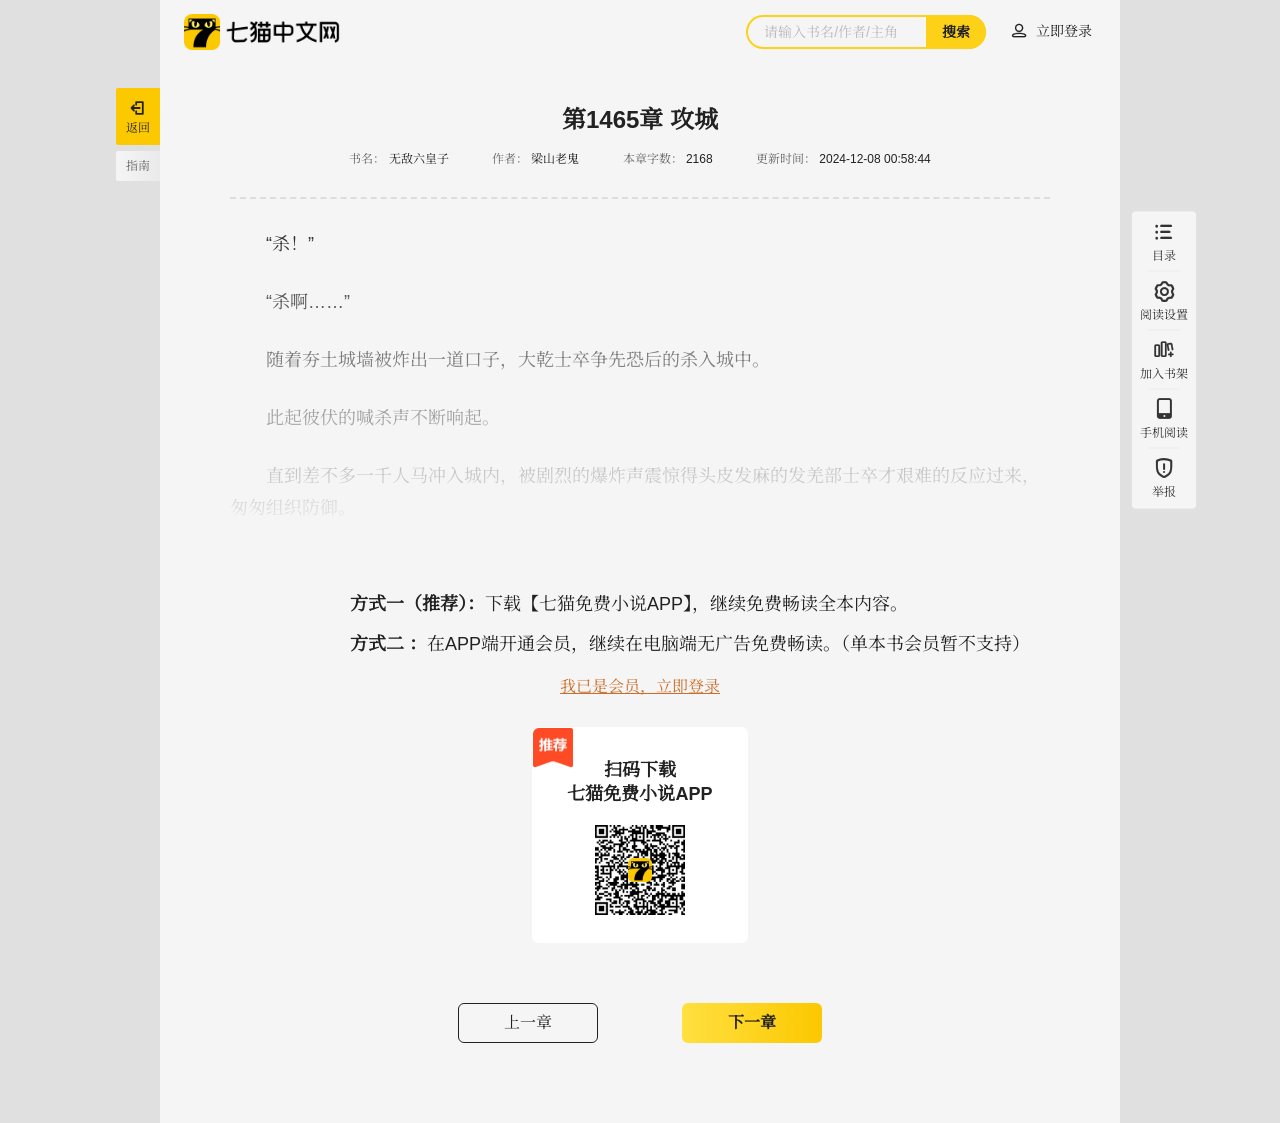 七猫中文网
请输入书名/作者/主角
搜索
立即登录
返回
指南
第1465章 攻城
书名： 无敌六皇子 作者： 梁山老鬼 本章字数： 2168 更新时间： 2024-12-08 00:58:44
“杀！”
“杀啊……”
随着夯土城墙被炸出一道口子，大乾士卒争先恐后的杀入城中。
此起彼伏的喊杀声不断响起。
直到差不多一千人马冲入城内，被剧烈的爆炸声震惊得头皮发麻的发羌部士卒才艰难的反应过来，
匆匆组织防御。
目录
阅读设置
加入书架
手机阅读
举报
方式一（推荐）：下载【七猫免费小说APP】，继续免费畅读全本内容。
方式二 ：在APP端开通会员，继续在电脑端无广告免费畅读。（单本书会员暂不支持）
我已是会员，立即登录
推荐
扫码下载
七猫免费小说APP
上一章
下一章